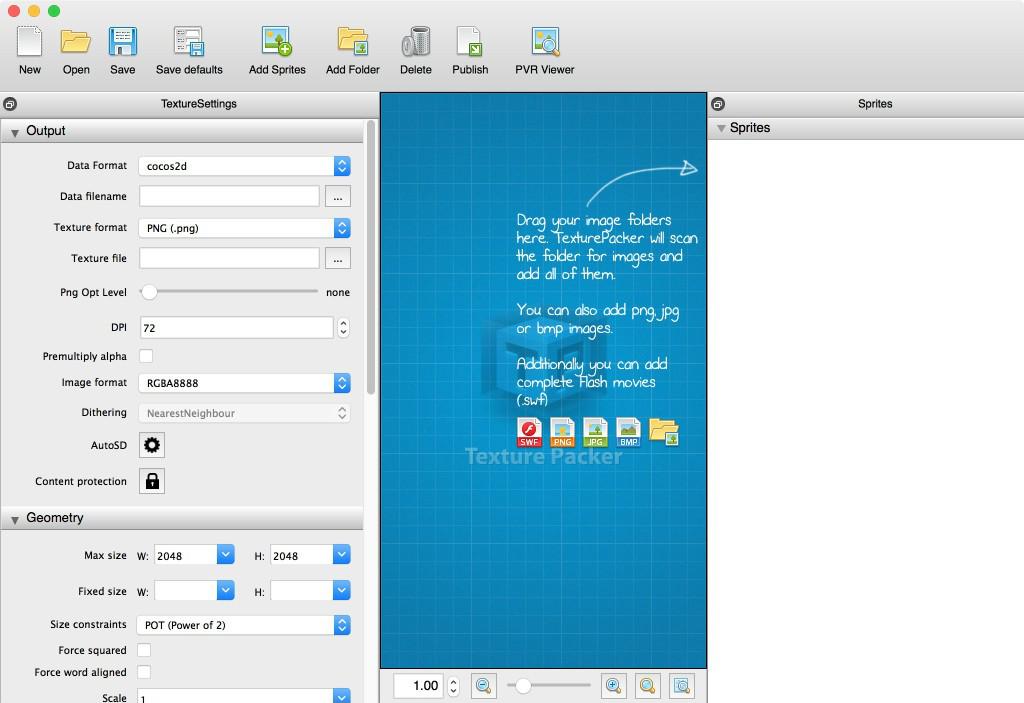 New
Open
Save
Save defaults
Add Sprites
Add Folder
Delete
Publish
PVR Viewer
TextureSettings
Output
Data Format
cocos2d
Data filename
...
Texture format
PNG (.png)
Texture file
...
Png Opt Level
none
DPI
72
Premultiply alpha
Image format
RGBA8888
Dithering
NearestNeighbour
AutoSD
Content protection
Geometry
Max size
W:
2048
H:
2048
Fixed size
W:
H:
Size constraints
POT (Power of 2)
Force squared
Force word aligned
Scale
1
Drag your image folders
here. TexturePacker will scan
the folder for images and
add all of them.
You can also add png, jpg
or bmp images.
Additionally you can add
complete Flash movies
(.swf)
SWF
PNG
JPG
BMP
Texture Packer
1.00
Sprites
Sprites